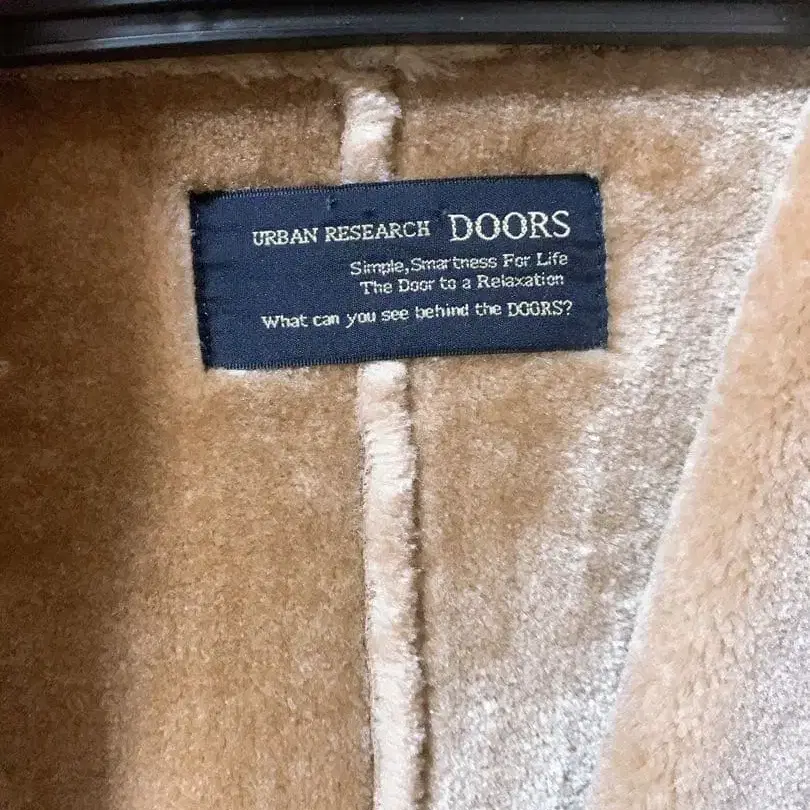 URBAN RESEARCH DOORS
Simple,Smartness For Life
The Door to a Relaxation
What can you see behind the DOORS?